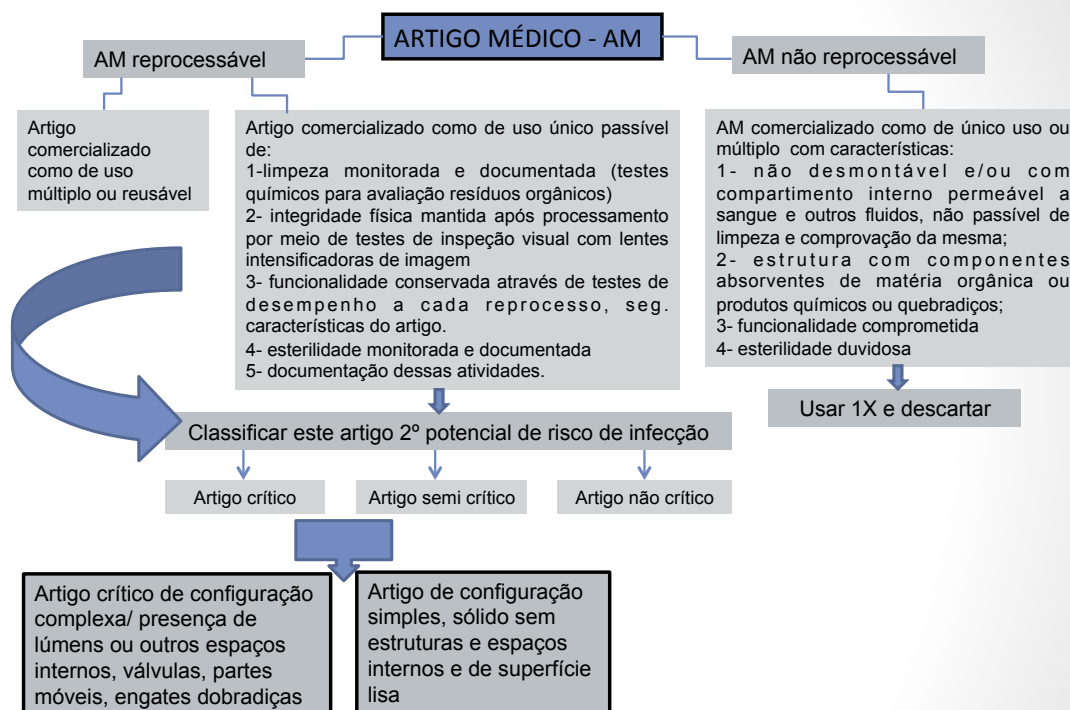 ARTIGO MÉDICO - AM
AM reprocessável
AM não reprocessável
Artigo
comercializado
como de uso
múltiplo ou reusável
Artigo comercializado como de uso único passível
de:
1-limpeza monitorada e documentada (testes
químicos para avaliação resíduos orgânicos)
2- integridade física mantida após processamento
por meio de testes de inspeção visual com lentes
intensificadoras de imagem
3- funcionalidade conservada através de testes de
desempenho a cada reprocesso, seg.
características do artigo.
4- esterilidade monitorada e documentada
5- documentação dessas atividades.
AM comercializado como de único uso ou
múltiplo com características:
1- não desmontável e/ou com
compartimento interno permeável a
sangue e outros fluidos, não passível de
limpeza e comprovação da mesma;
2- estrutura com componentes
absorventes de matéria orgânica ou
produtos químicos ou quebradiços;
3- funcionalidade comprometida
4- esterilidade duvidosa
Usar 1X e descartar
Classificar este artigo 2º potencial de risco de infecção
Artigo crítico
Artigo semi crítico
Artigo não crítico
Artigo crítico de configuração
complexa/ presença de
lúmens ou outros espaços
internos, válvulas, partes
móveis, engates dobradiças
Artigo de configuração
simples, sólido sem
estruturas e espaços
internos e de superfície
lisa